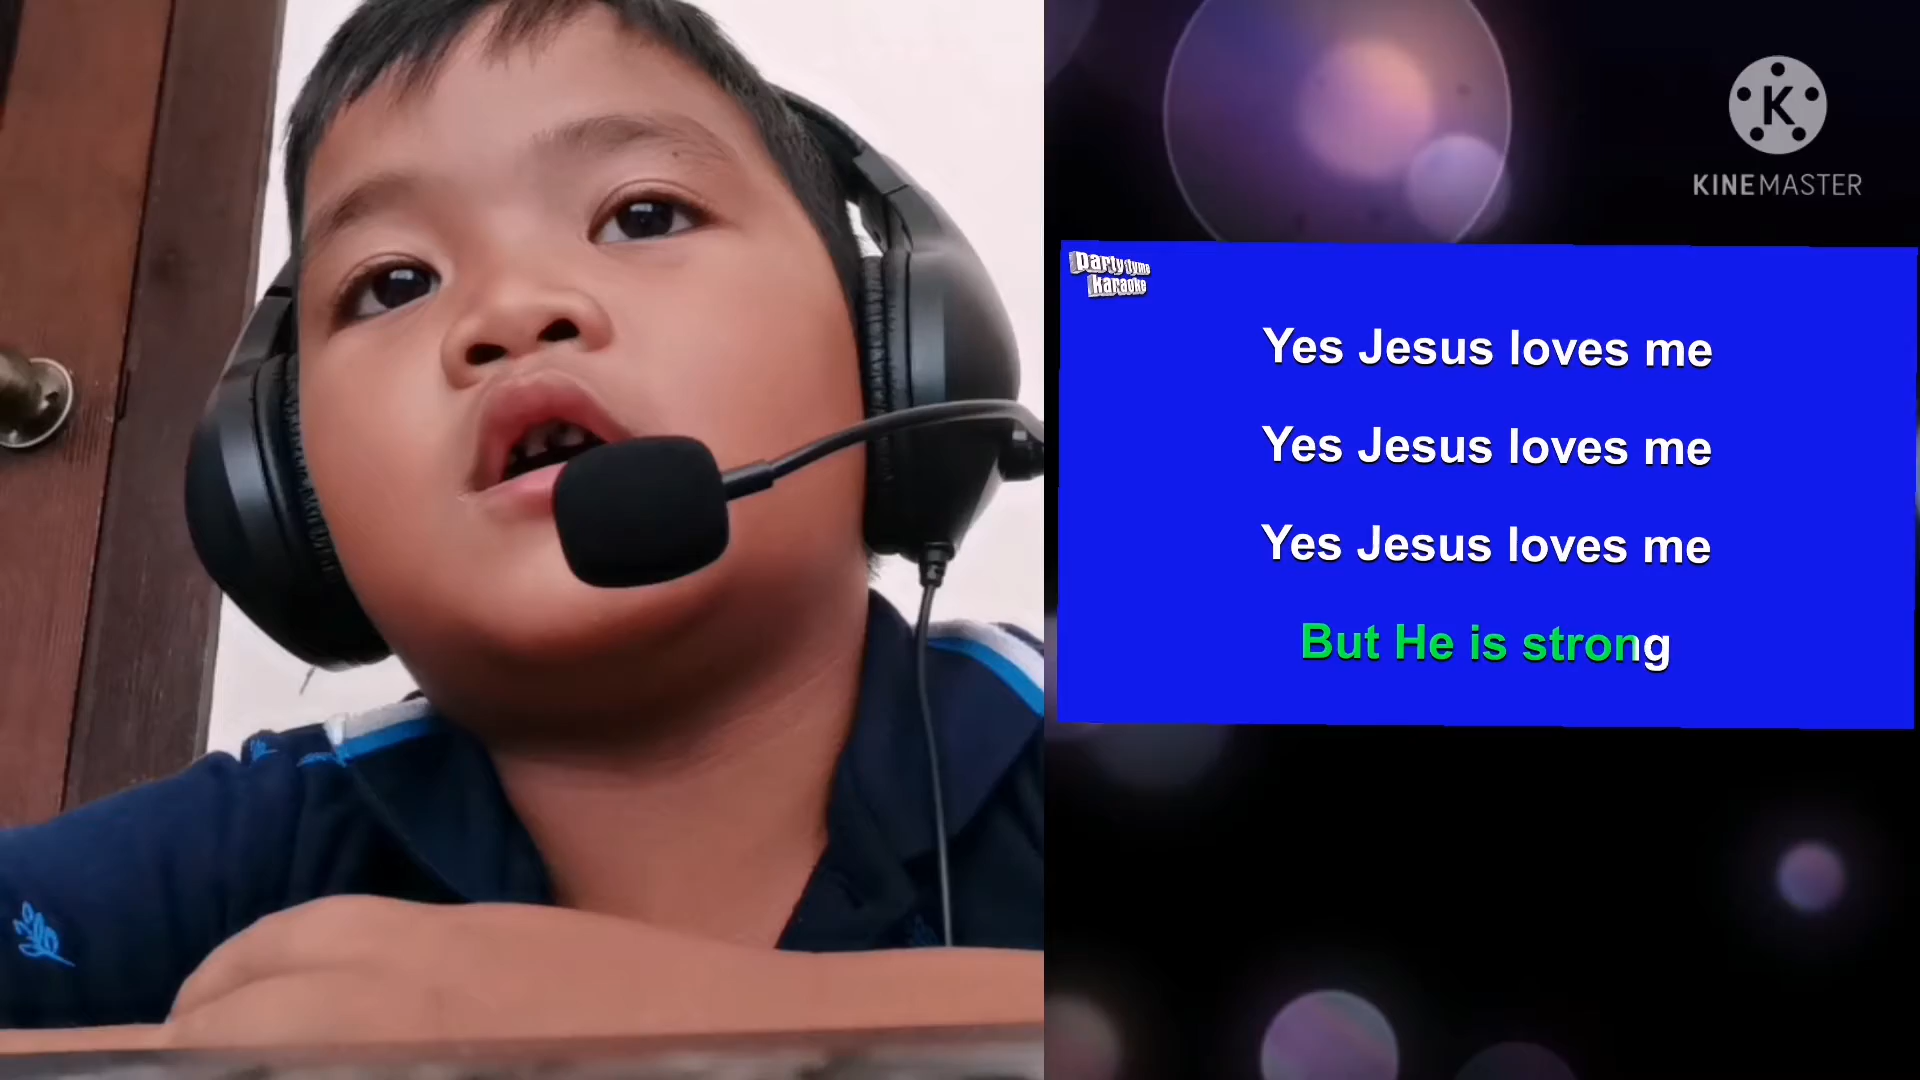 K
KINEMASTER
party tyme
karaoke
Yes Jesus loves me
Yes Jesus loves me
Yes Jesus loves me
But He is strong